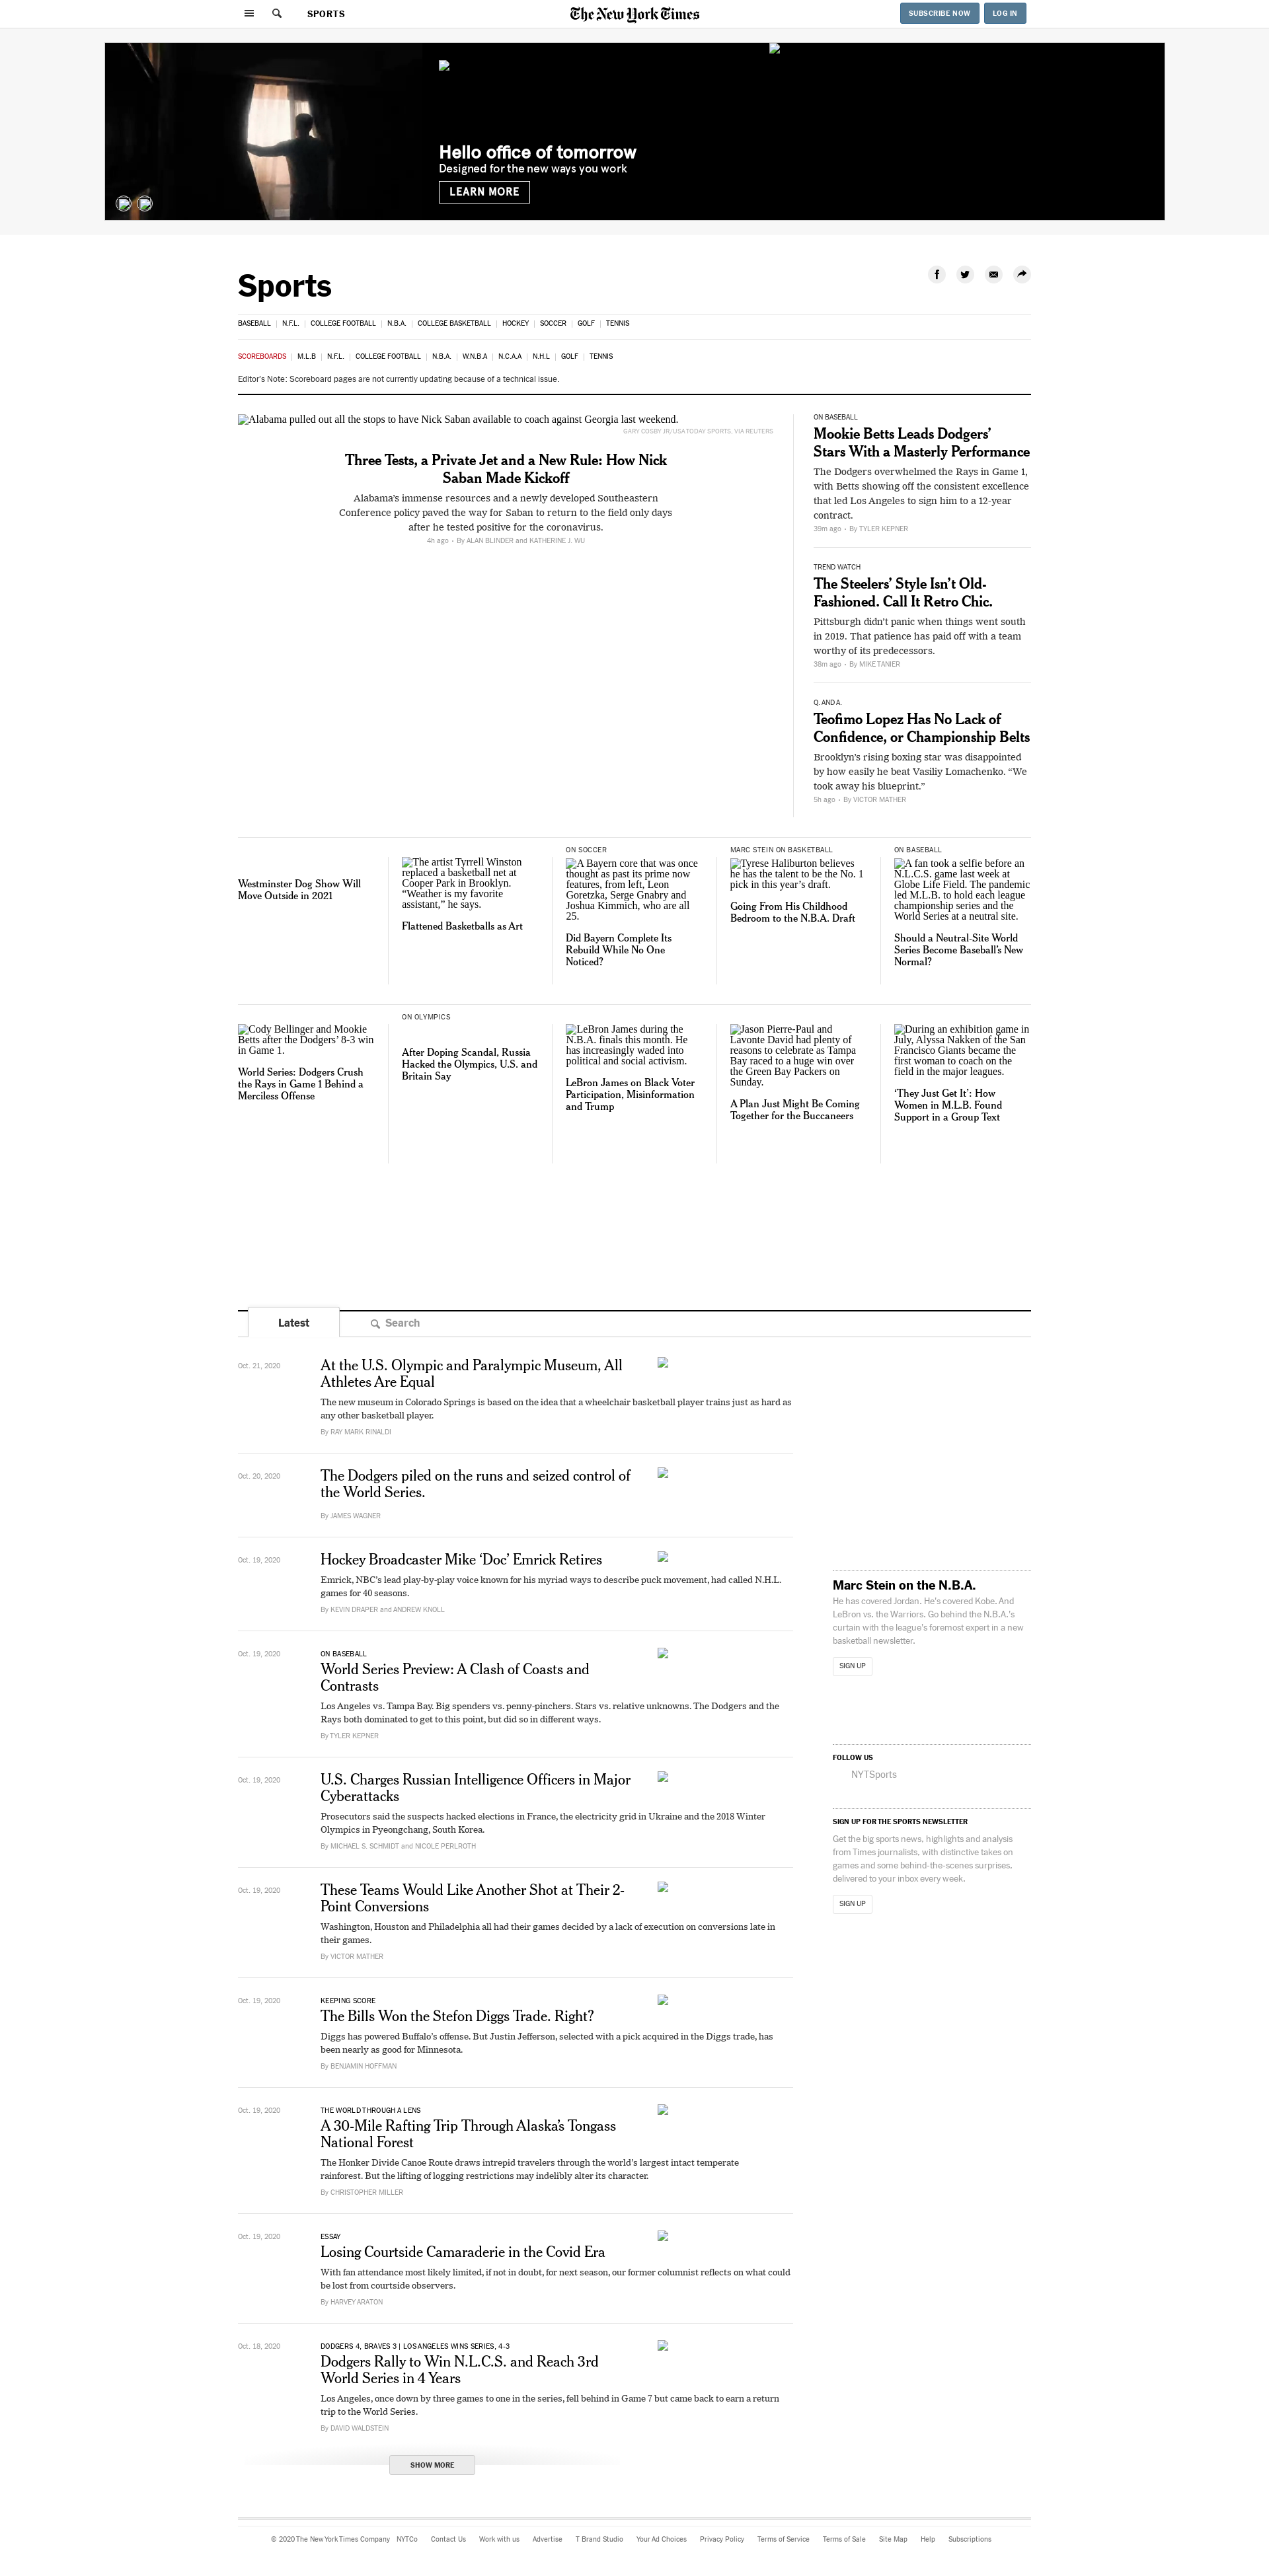 SPORTS
The New York Times
SUBSCRIBE NOW
LOG IN
Hello office of tomorrow
Designed for the new ways you work
LEARN MORE
Sports
BASEBALL | N.F.L. | COLLEGE FOOTBALL | N.B.A. | COLLEGE BASKETBALL | HOCKEY | SOCCER | GOLF | TENNIS
SCOREBOARDS | M.L.B | N.F.L. | COLLEGE FOOTBALL | N.B.A. | W.N.B.A | N.C.A.A | N.H.L | GOLF | TENNIS
Editor's Note: Scoreboard pages are not currently updating because of a technical issue.
Alabama pulled out all the stops to have Nick Saban available to coach against Georgia last weekend.
GARY COSBY JR/USA TODAY SPORTS, VIA REUTERS
Three Tests, a Private Jet and a New Rule: How Nick
Saban Made Kickoff
Alabama’s immense resources and a newly developed Southeastern
Conference policy paved the way for Saban to return to the field only days
after he tested positive for the coronavirus.
4h ago • By ALAN BLINDER and KATHERINE J. WU
ON BASEBALL
Mookie Betts Leads Dodgers’
Stars With a Masterly Performance
The Dodgers overwhelmed the Rays in Game 1,
with Betts showing off the consistent excellence
that led Los Angeles to sign him to a 12-year
contract.
39m ago • By TYLER KEPNER
TREND WATCH
The Steelers’ Style Isn’t Old-
Fashioned. Call It Retro Chic.
Pittsburgh didn’t panic when things went south
in 2019. That patience has paid off with a team
worthy of its predecessors.
38m ago • By MIKE TANIER
Q. AND A.
Teofimo Lopez Has No Lack of
Confidence, or Championship Belts
Brooklyn’s rising boxing star was disappointed
by how easily he beat Vasiliy Lomachenko. “We
took away his blueprint.”
5h ago • By VICTOR MATHER
Westminster Dog Show Will
Move Outside in 2021
The artist Tyrrell Winston
replaced a basketball net at
Cooper Park in Brooklyn.
“Weather is my favorite
assistant,” he says.
Flattened Basketballs as Art
ON SOCCER
A Bayern core that was once
thought as past its prime now
features, from left, Leon
Goretzka, Serge Gnabry and
Joshua Kimmich, who are all
25.
Did Bayern Complete Its
Rebuild While No One
Noticed?
MARC STEIN ON BASKETBALL
Tyrese Haliburton believes
he has the talent to be the No. 1
pick in this year’s draft.
Going From His Childhood
Bedroom to the N.B.A. Draft
ON BASEBALL
A fan took a selfie before an
N.L.C.S. game last week at
Globe Life Field. The pandemic
led M.L.B. to hold each league
championship series and the
World Series at a neutral site.
Should a Neutral-Site World
Series Become Baseball’s New
Normal?
Cody Bellinger and Mookie
Betts after the Dodgers’ 8-3 win
in Game 1.
World Series: Dodgers Crush
the Rays in Game 1 Behind a
Merciless Offense
ON OLYMPICS
After Doping Scandal, Russia
Hacked the Olympics, U.S. and
Britain Say
LeBron James during the
N.B.A. finals this month. He
has increasingly waded into
political and social activism.
LeBron James on Black Voter
Participation, Misinformation
and Trump
Jason Pierre-Paul and
Lavonte David had plenty of
reasons to celebrate as Tampa
Bay raced to a huge win over
the Green Bay Packers on
Sunday.
A Plan Just Might Be Coming
Together for the Buccaneers
During an exhibition game in
July, Alyssa Nakken of the San
Francisco Giants became the
first woman to coach on the
field in the major leagues.
‘They Just Get It’: How
Women in M.L.B. Found
Support in a Group Text
Latest
Search
Oct. 21, 2020
At the U.S. Olympic and Paralympic Museum, All
Athletes Are Equal
The new museum in Colorado Springs is based on the idea that a wheelchair basketball player trains just as hard as
any other basketball player.
By RAY MARK RINALDI
Oct. 20, 2020
The Dodgers piled on the runs and seized control of
the World Series.
By JAMES WAGNER
Oct. 19, 2020
Hockey Broadcaster Mike ‘Doc’ Emrick Retires
Emrick, NBC’s lead play-by-play voice known for his myriad ways to describe puck movement, had called N.H.L.
games for 40 seasons.
By KEVIN DRAPER and ANDREW KNOLL
Oct. 19, 2020
ON BASEBALL
World Series Preview: A Clash of Coasts and
Contrasts
Los Angeles vs. Tampa Bay. Big spenders vs. penny-pinchers. Stars vs. relative unknowns. The Dodgers and the
Rays both dominated to get to this point, but did so in different ways.
By TYLER KEPNER
Oct. 19, 2020
U.S. Charges Russian Intelligence Officers in Major
Cyberattacks
Prosecutors said the suspects hacked elections in France, the electricity grid in Ukraine and the 2018 Winter
Olympics in Pyeongchang, South Korea.
By MICHAEL S. SCHMIDT and NICOLE PERLROTH
Oct. 19, 2020
These Teams Would Like Another Shot at Their 2-
Point Conversions
Washington, Houston and Philadelphia all had their games decided by a lack of execution on conversions late in
their games.
By VICTOR MATHER
Oct. 19, 2020
KEEPING SCORE
The Bills Won the Stefon Diggs Trade. Right?
Diggs has powered Buffalo’s offense. But Justin Jefferson, selected with a pick acquired in the Diggs trade, has
been nearly as good for Minnesota.
By BENJAMIN HOFFMAN
Oct. 19, 2020
THE WORLD THROUGH A LENS
A 30-Mile Rafting Trip Through Alaska’s Tongass
National Forest
The Honker Divide Canoe Route draws intrepid travelers through the world’s largest intact temperate
rainforest. But the lifting of logging restrictions may indelibly alter its character.
By CHRISTOPHER MILLER
Oct. 19, 2020
ESSAY
Losing Courtside Camaraderie in the Covid Era
With fan attendance most likely limited, if not in doubt, for next season, our former columnist reflects on what could
be lost from courtside observers.
By HARVEY ARATON
Oct. 18, 2020
DODGERS 4, BRAVES 3 | LOS ANGELES WINS SERIES, 4-3
Dodgers Rally to Win N.L.C.S. and Reach 3rd
World Series in 4 Years
Los Angeles, once down by three games to one in the series, fell behind in Game 7 but came back to earn a return
trip to the World Series.
By DAVID WALDSTEIN
SHOW MORE
Marc Stein on the N.B.A.
He has covered Jordan. He’s covered Kobe. And
LeBron vs. the Warriors. Go behind the N.B.A.’s
curtain with the league’s foremost expert in a new
basketball newsletter.
SIGN UP
FOLLOW US
NYTSports
SIGN UP FOR THE SPORTS NEWSLETTER
Get the big sports news, highlights and analysis
from Times journalists, with distinctive takes on
games and some behind-the-scenes surprises,
delivered to your inbox every week.
SIGN UP
© 2020 The New York Times Company NYTCo Contact Us Work with us Advertise T Brand Studio Your Ad Choices Privacy Policy Terms of Service Terms of Sale Site Map Help Subscriptions